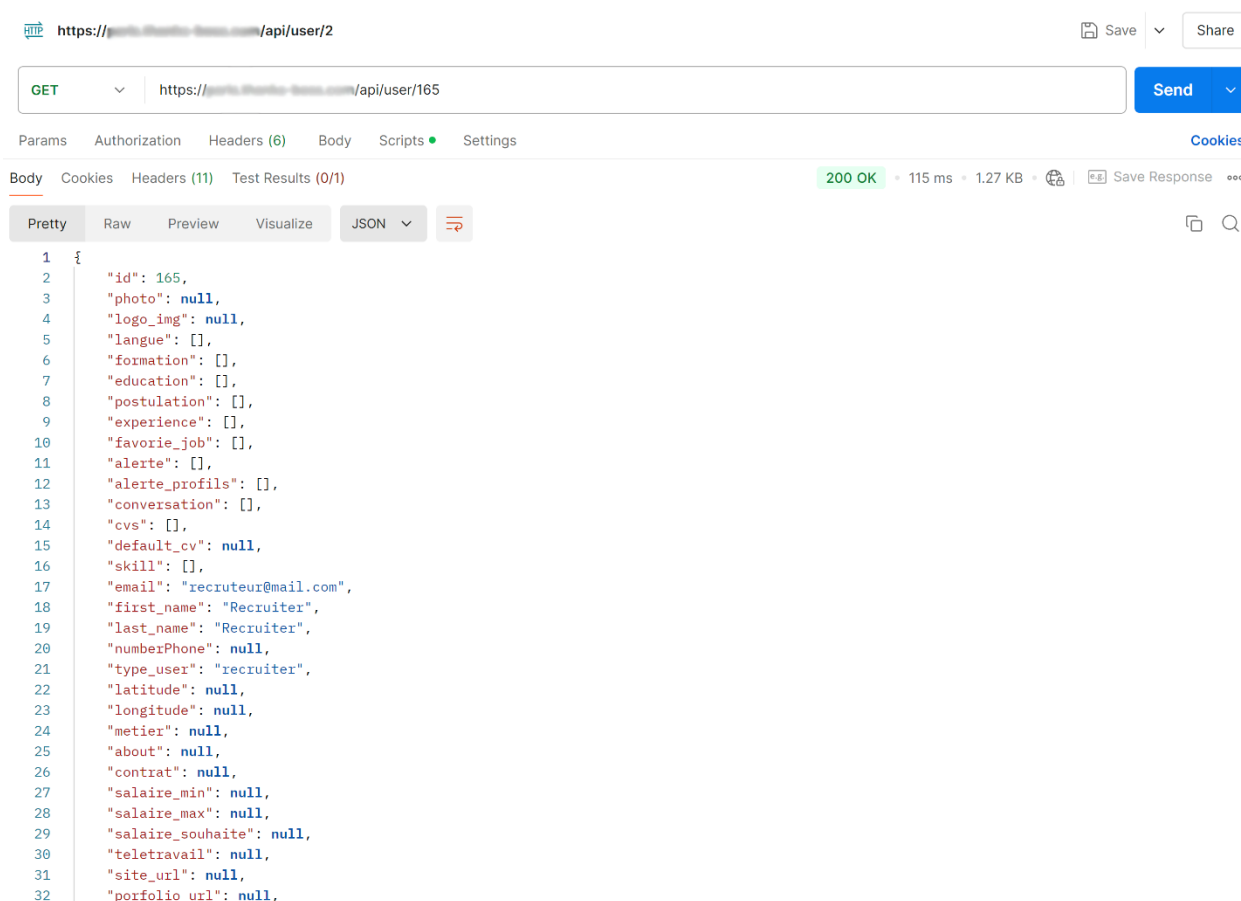 HTTP https:// /api/user/2 Save Share
GET https:// /api/user/165 Send
Params Authorization Headers (6) Body Scripts Settings Cookies
Body Cookies Headers (11) Test Results (0/1) 200 OK 115 ms 1.27 KB e.g. Save Response
Pretty Raw Preview Visualize JSON
1 {
2 "id": 165,
3 "photo": null,
4 "logo_img": null,
5 "langue": [],
6 "formation": [],
7 "education": [],
8 "postulation": [],
9 "experience": [],
10 "favorie_job": [],
11 "alerte": [],
12 "alerte_profils": [],
13 "conversation": [],
14 "cvs": [],
15 "default_cv": null,
16 "skill": [],
17 "email": "recruteur@mail.com",
18 "first_name": "Recruiter",
19 "last_name": "Recruiter",
20 "numberPhone": null,
21 "type_user": "recruiter",
22 "latitude": null,
23 "longitude": null,
24 "metier": null,
25 "about": null,
26 "contrat": null,
27 "salaire_min": null,
28 "salaire_max": null,
29 "salaire_souhaite": null,
30 "teletravail": null,
31 "site_url": null,
32 "porfolio_url": null,